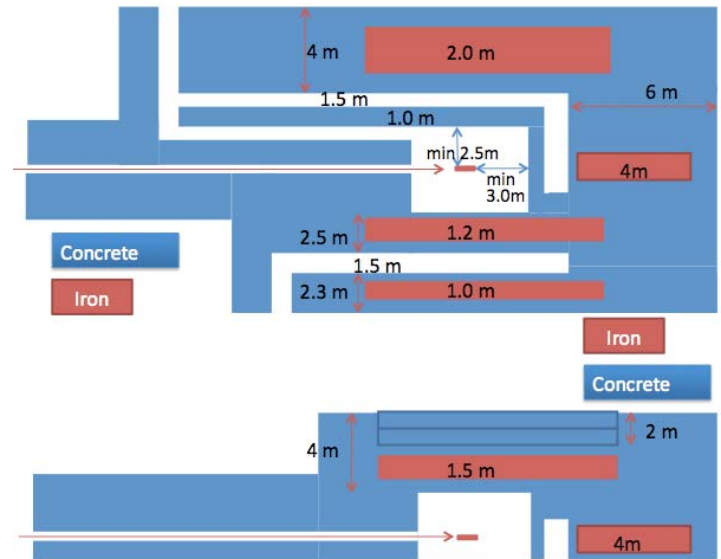 4 m
2.0 m
1.5 m
6 m
1.0 m
min 2.5m
4m
min
3.0m
2.5 m
1.2 m
Concrete
1.5 m
Iron
2.3 m
1.0 m
Iron
Concrete
4 m
2 m
1.5 m
4m